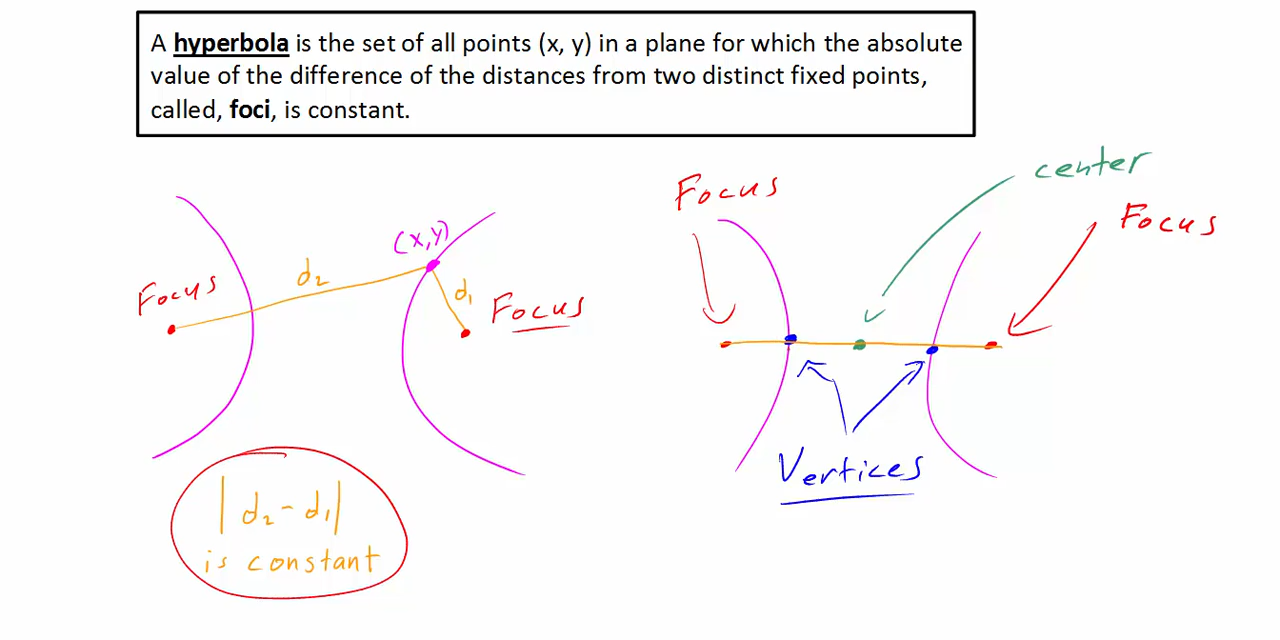 A hyperbola is the set of all points (x, y) in a plane for which the absolute
value of the difference of the distances from two distinct fixed points,
called, foci, is constant.
Focus
d₂
(x,y)
d₁
Focus
|d₂-d₁|
is constant
Focus
center
Focus
Vertices